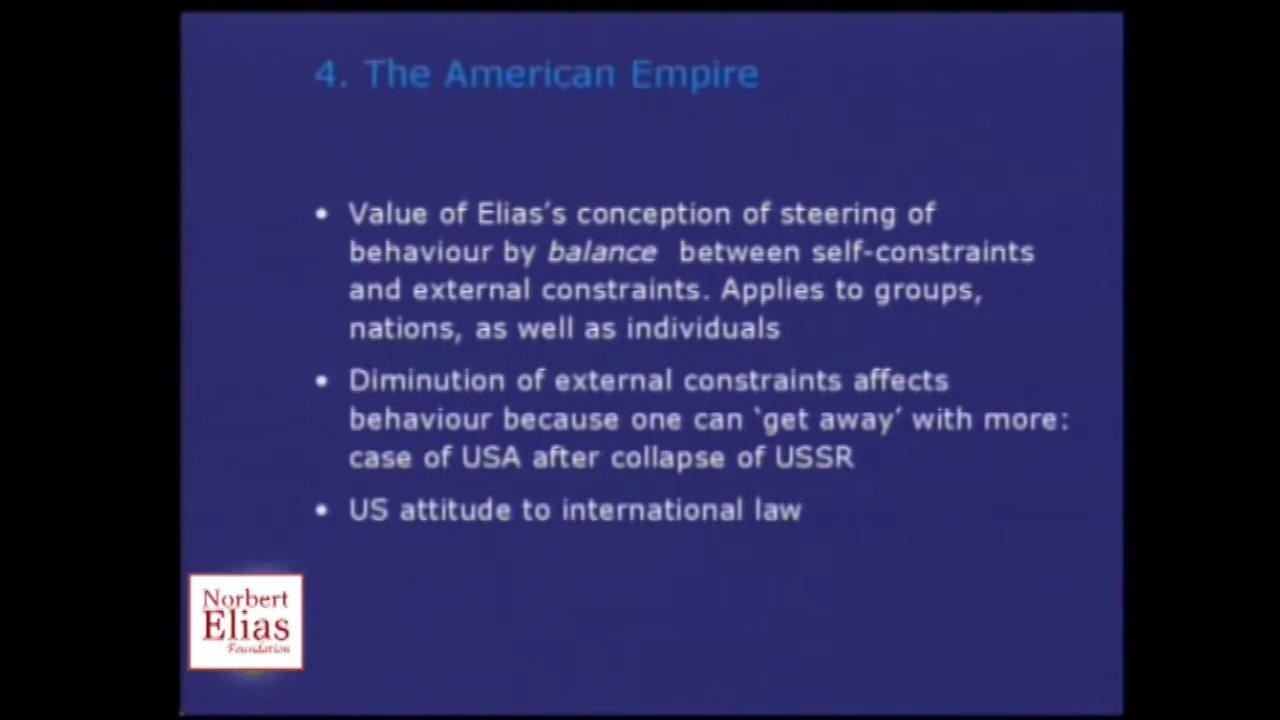 4. The American Empire
• Value of Elias’s conception of steering of
behaviour by balance between self-constraints
and external constraints. Applies to groups,
nations, as well as individuals
• Diminution of external constraints affects
behaviour because one can ‘get away’ with more:
case of USA after collapse of USSR
• US attitude to international law
Norbert
Elias
Foundation